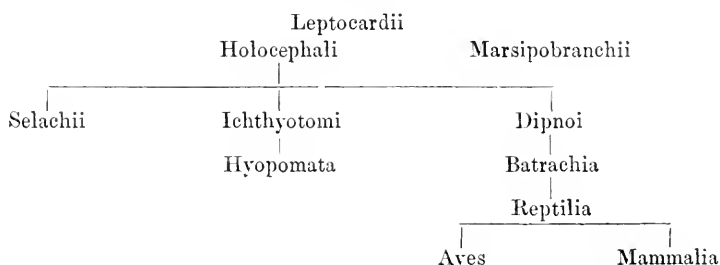 Leptocardii
Holocephali Marsipobranchii
Selachii Ichthyotomi Dipnoi
Hyopomata Batrachia
Reptilia
Aves Mammalia